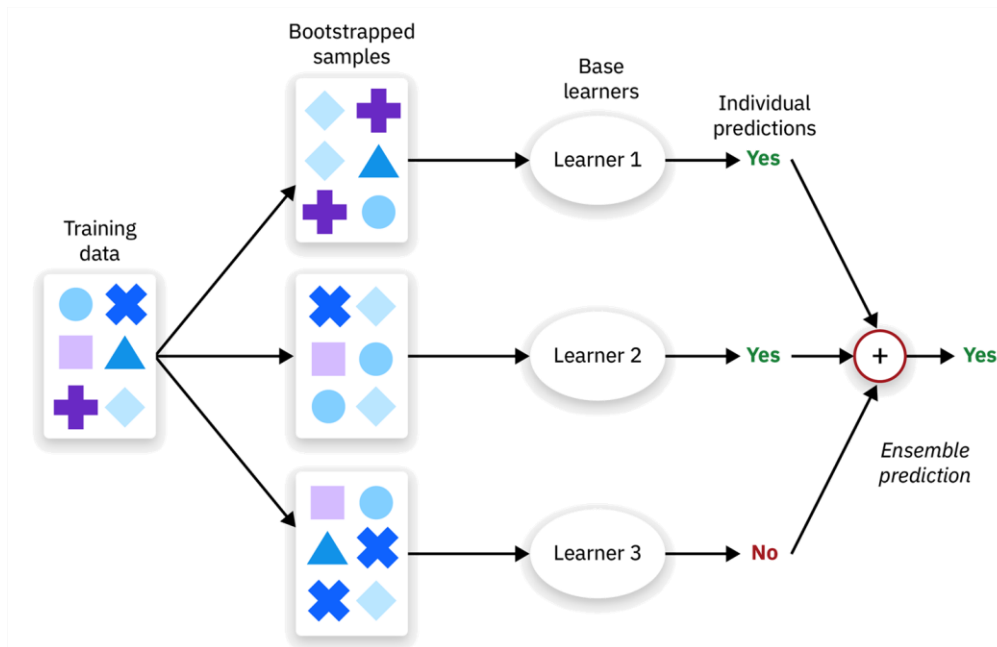 Bootstrapped
samples
Base
learners
Individual
predictions
Training
data
Learner 1
Yes
Learner 2
Yes
+
Yes
Ensemble
prediction
Learner 3
No